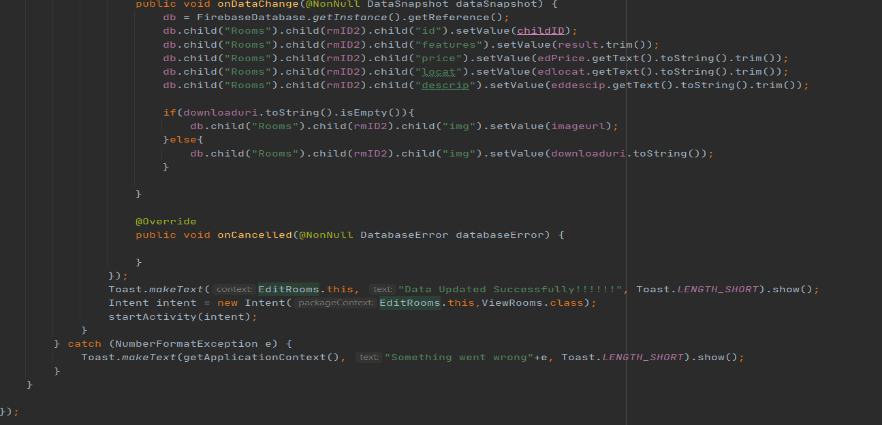 public void onDataChange(@NonNull DataSnapshot dataSnapshot) {
db = FirebaseDatabase.getInstance().getReference();
db.child("Rooms").child(rmID2).child("id").setValue(childID);
db.child("Rooms").child(rmID2).child("features").setValue(result.trim());
db.child("Rooms").child(rmID2).child("price").setValue(edPrice.getText().toString().trim());
db.child("Rooms").child(rmID2).child("locat").setValue(edlocat.getText().toString().trim());
db.child("Rooms").child(rmID2).child("descrip").setValue(eddescip.getText().toString().trim());
if(downloaduri.toString().isEmpty()){
db.child("Rooms").child(rmID2).child("img").setValue(imageurl);
}else{
db.child("Rooms").child(rmID2).child("img").setValue(downloaduri.toString());
}
}
@Override
public void onCancelled(@NonNull DatabaseError databaseError) {
}
});
Toast.makeText( context: EditRooms.this, text: "Data Updated Successfully!!!!!!", Toast.LENGTH_SHORT).show();
Intent intent = new Intent( packageContext: EditRooms.this,ViewRooms.class);
startActivity(intent);
}
} catch (NumberFormatException e) {
Toast.makeText(getApplicationContext(), text: "Something went wrong"+e, Toast.LENGTH_SHORT).show();
}
}
});